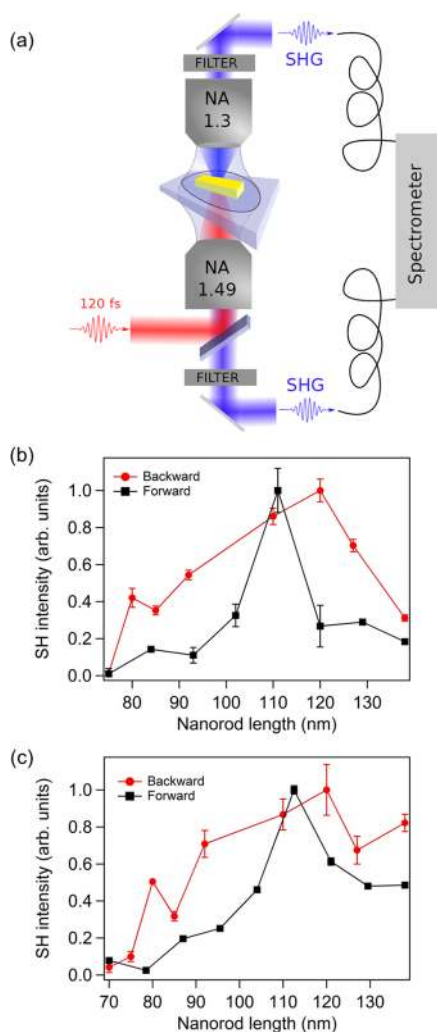 (a)
SHG
FILTER
NA
1.3
Spectrometer
NA
1.49
120 fs
FILTER
SHG
(b)
Backward
Forward
1.0
0.8
0.6
0.4
0.2
0.0
SH intensity (arb. units)
80 90 100 110 120 130
Nanorod length (nm)
(c)
Backward
Forward
1.0
0.8
0.6
0.4
0.2
0.0
SH intensity (arb. units)
70 80 90 100 110 120 130
Nanorod length (nm)